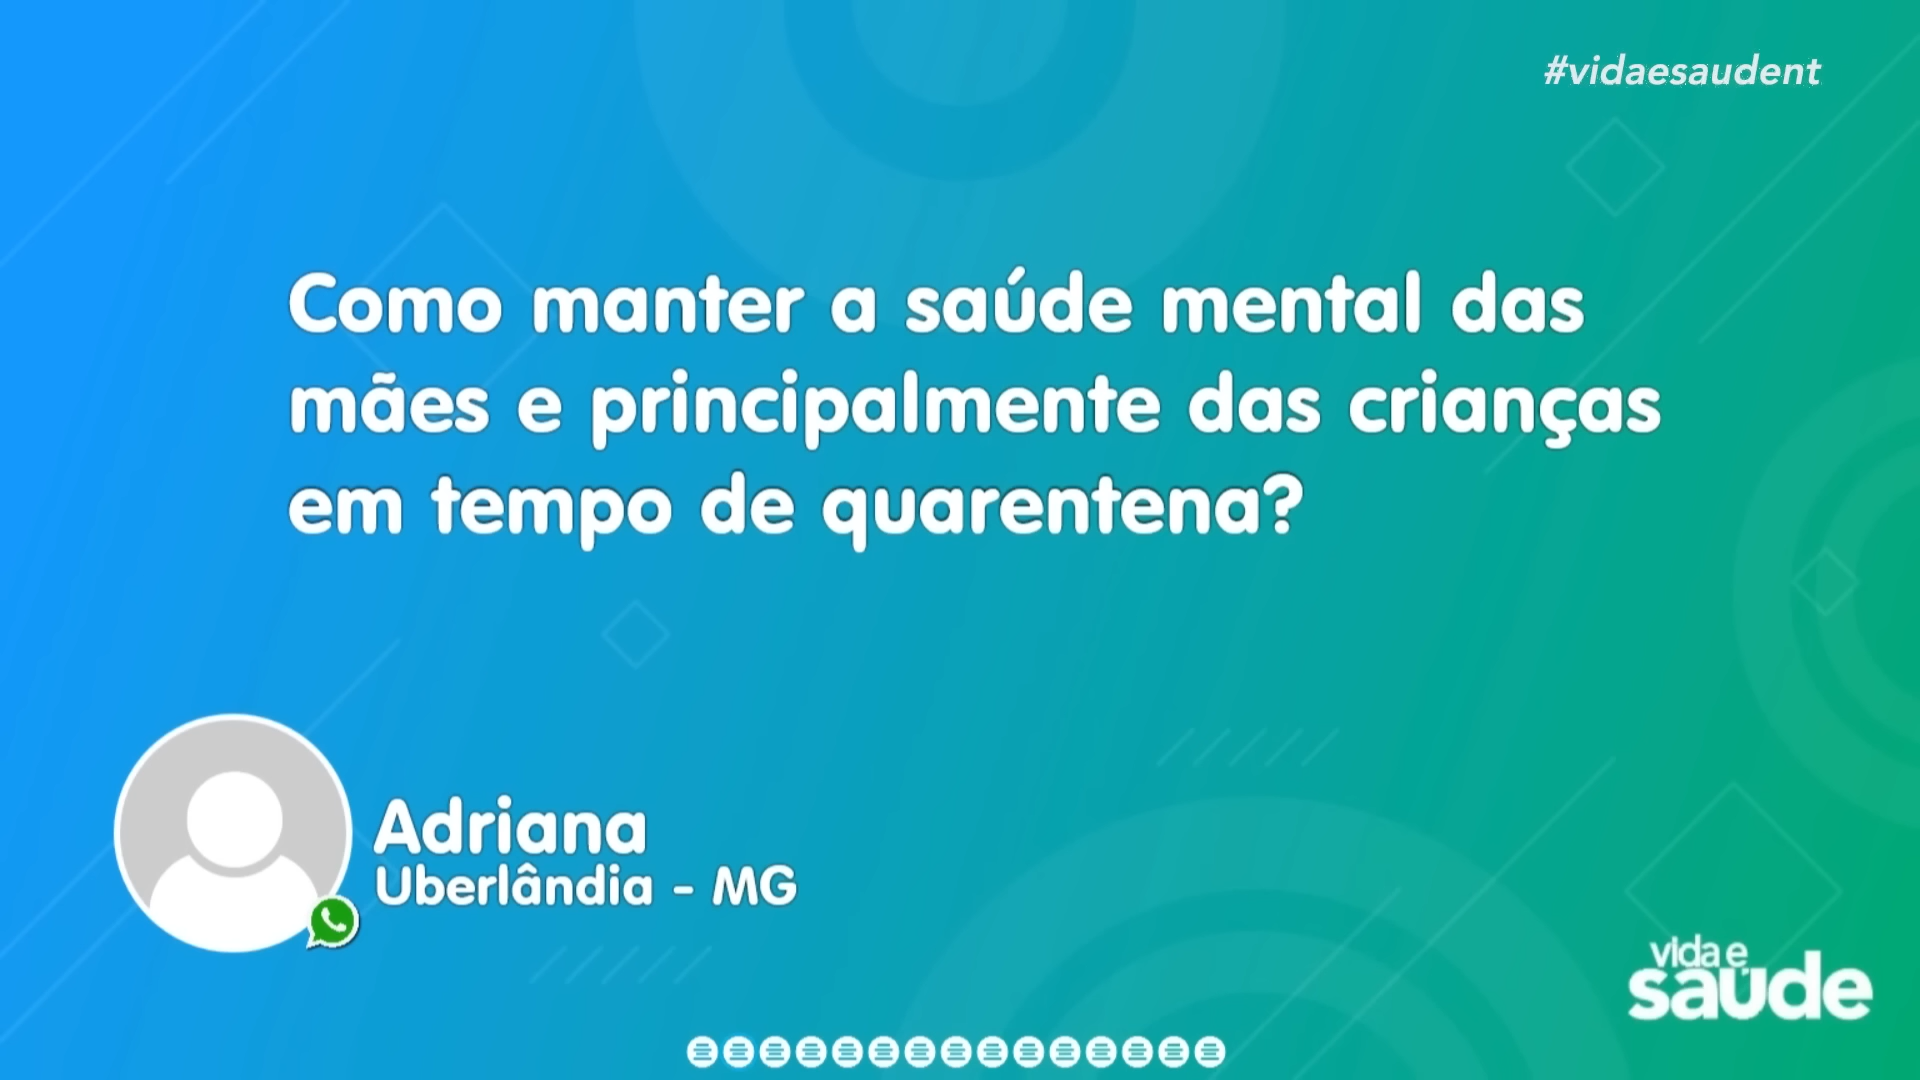 #vidaesaudent
Como manter a saúde mental das
mães e principalmente das crianças
em tempo de quarentena?
Adriana
Uberlândia - MG
vida e
saúde